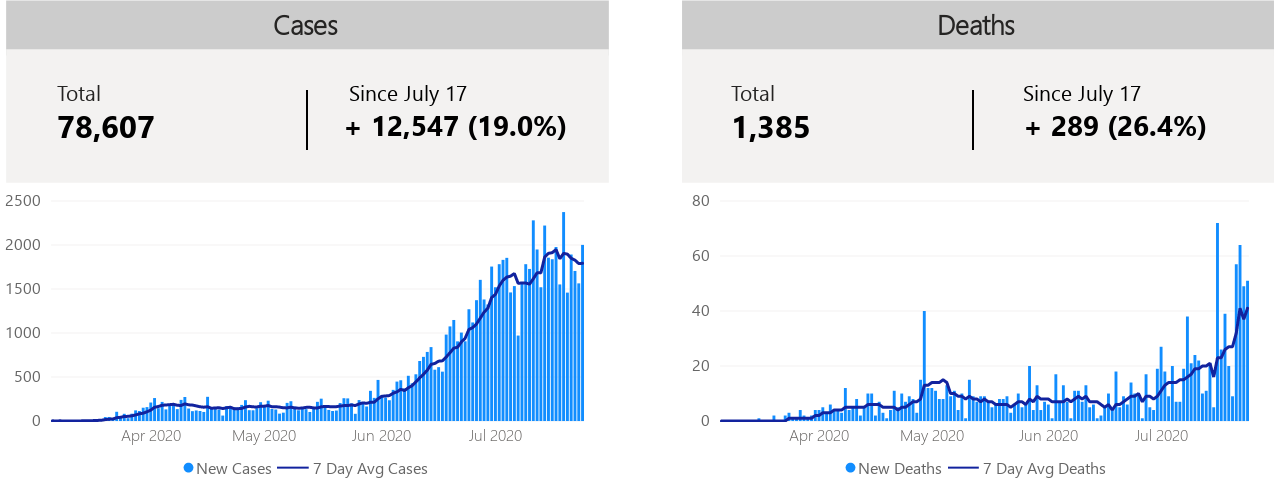 Cases
Total
78,607
Since July 17
+ 12,547 (19.0%)
2500
2000
1500
1000
500
0
Apr 2020 May 2020 Jun 2020 Jul 2020
New Cases 7 Day Avg Cases
Deaths
Total
1,385
Since July 17
+ 289 (26.4%)
80
60
40
20
0
Apr 2020 May 2020 Jun 2020 Jul 2020
New Deaths 7 Day Avg Deaths